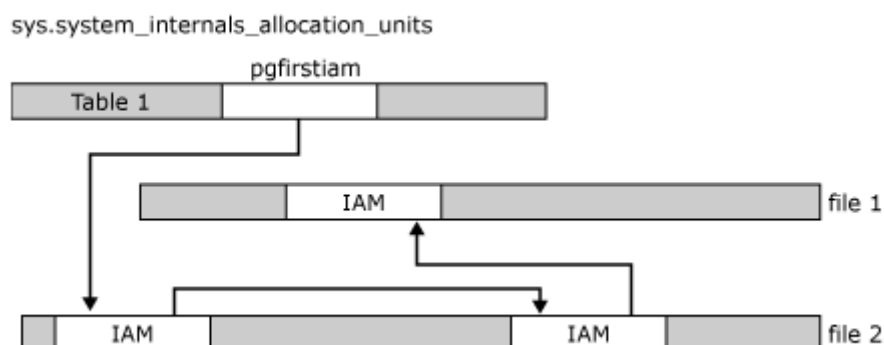 sys.system_internals_allocation_units
pgfirstiam
Table 1
IAM
file 1
IAM
IAM
file 2